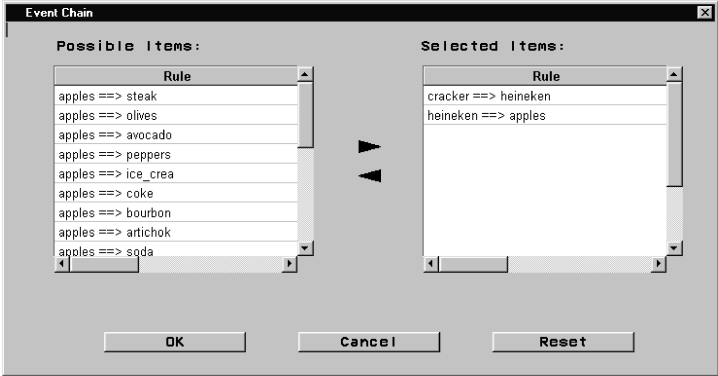 Event Chain
Possible Items:
Selected Items:
Rule
apples ==> steak
apples ==> olives
apples ==> avocado
apples ==> peppers
apples ==> ice_crea
apples ==> coke
apples ==> bourbon
apples ==> artichok
apples ==> soda
Rule
cracker ==> heineken
heineken ==> apples
OK
Cancel
Reset